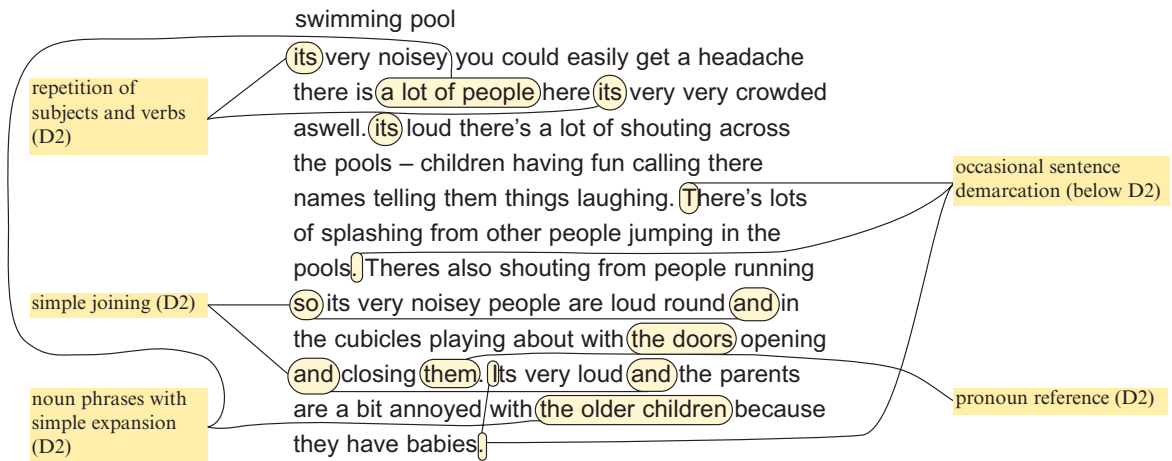 swimming pool
its very noisey you could easily get a headache
there is a lot of people here its very very crowded
aswell. its loud there's a lot of shouting across
the pools – children having fun calling there
names telling them things laughing. There's lots
of splashing from other people jumping in the
pools. Theres also shouting from people running
so its very noisey people are loud round and in
the cubicles playing about with the doors opening
and closing them. Its very loud and the parents
are a bit annoyed with the older children because
they have babies.
repetition of
subjects and verbs
(D2)
simple joining (D2)
noun phrases with
simple expansion
(D2)
occasional sentence
demarcation (below D2)
pronoun reference (D2)